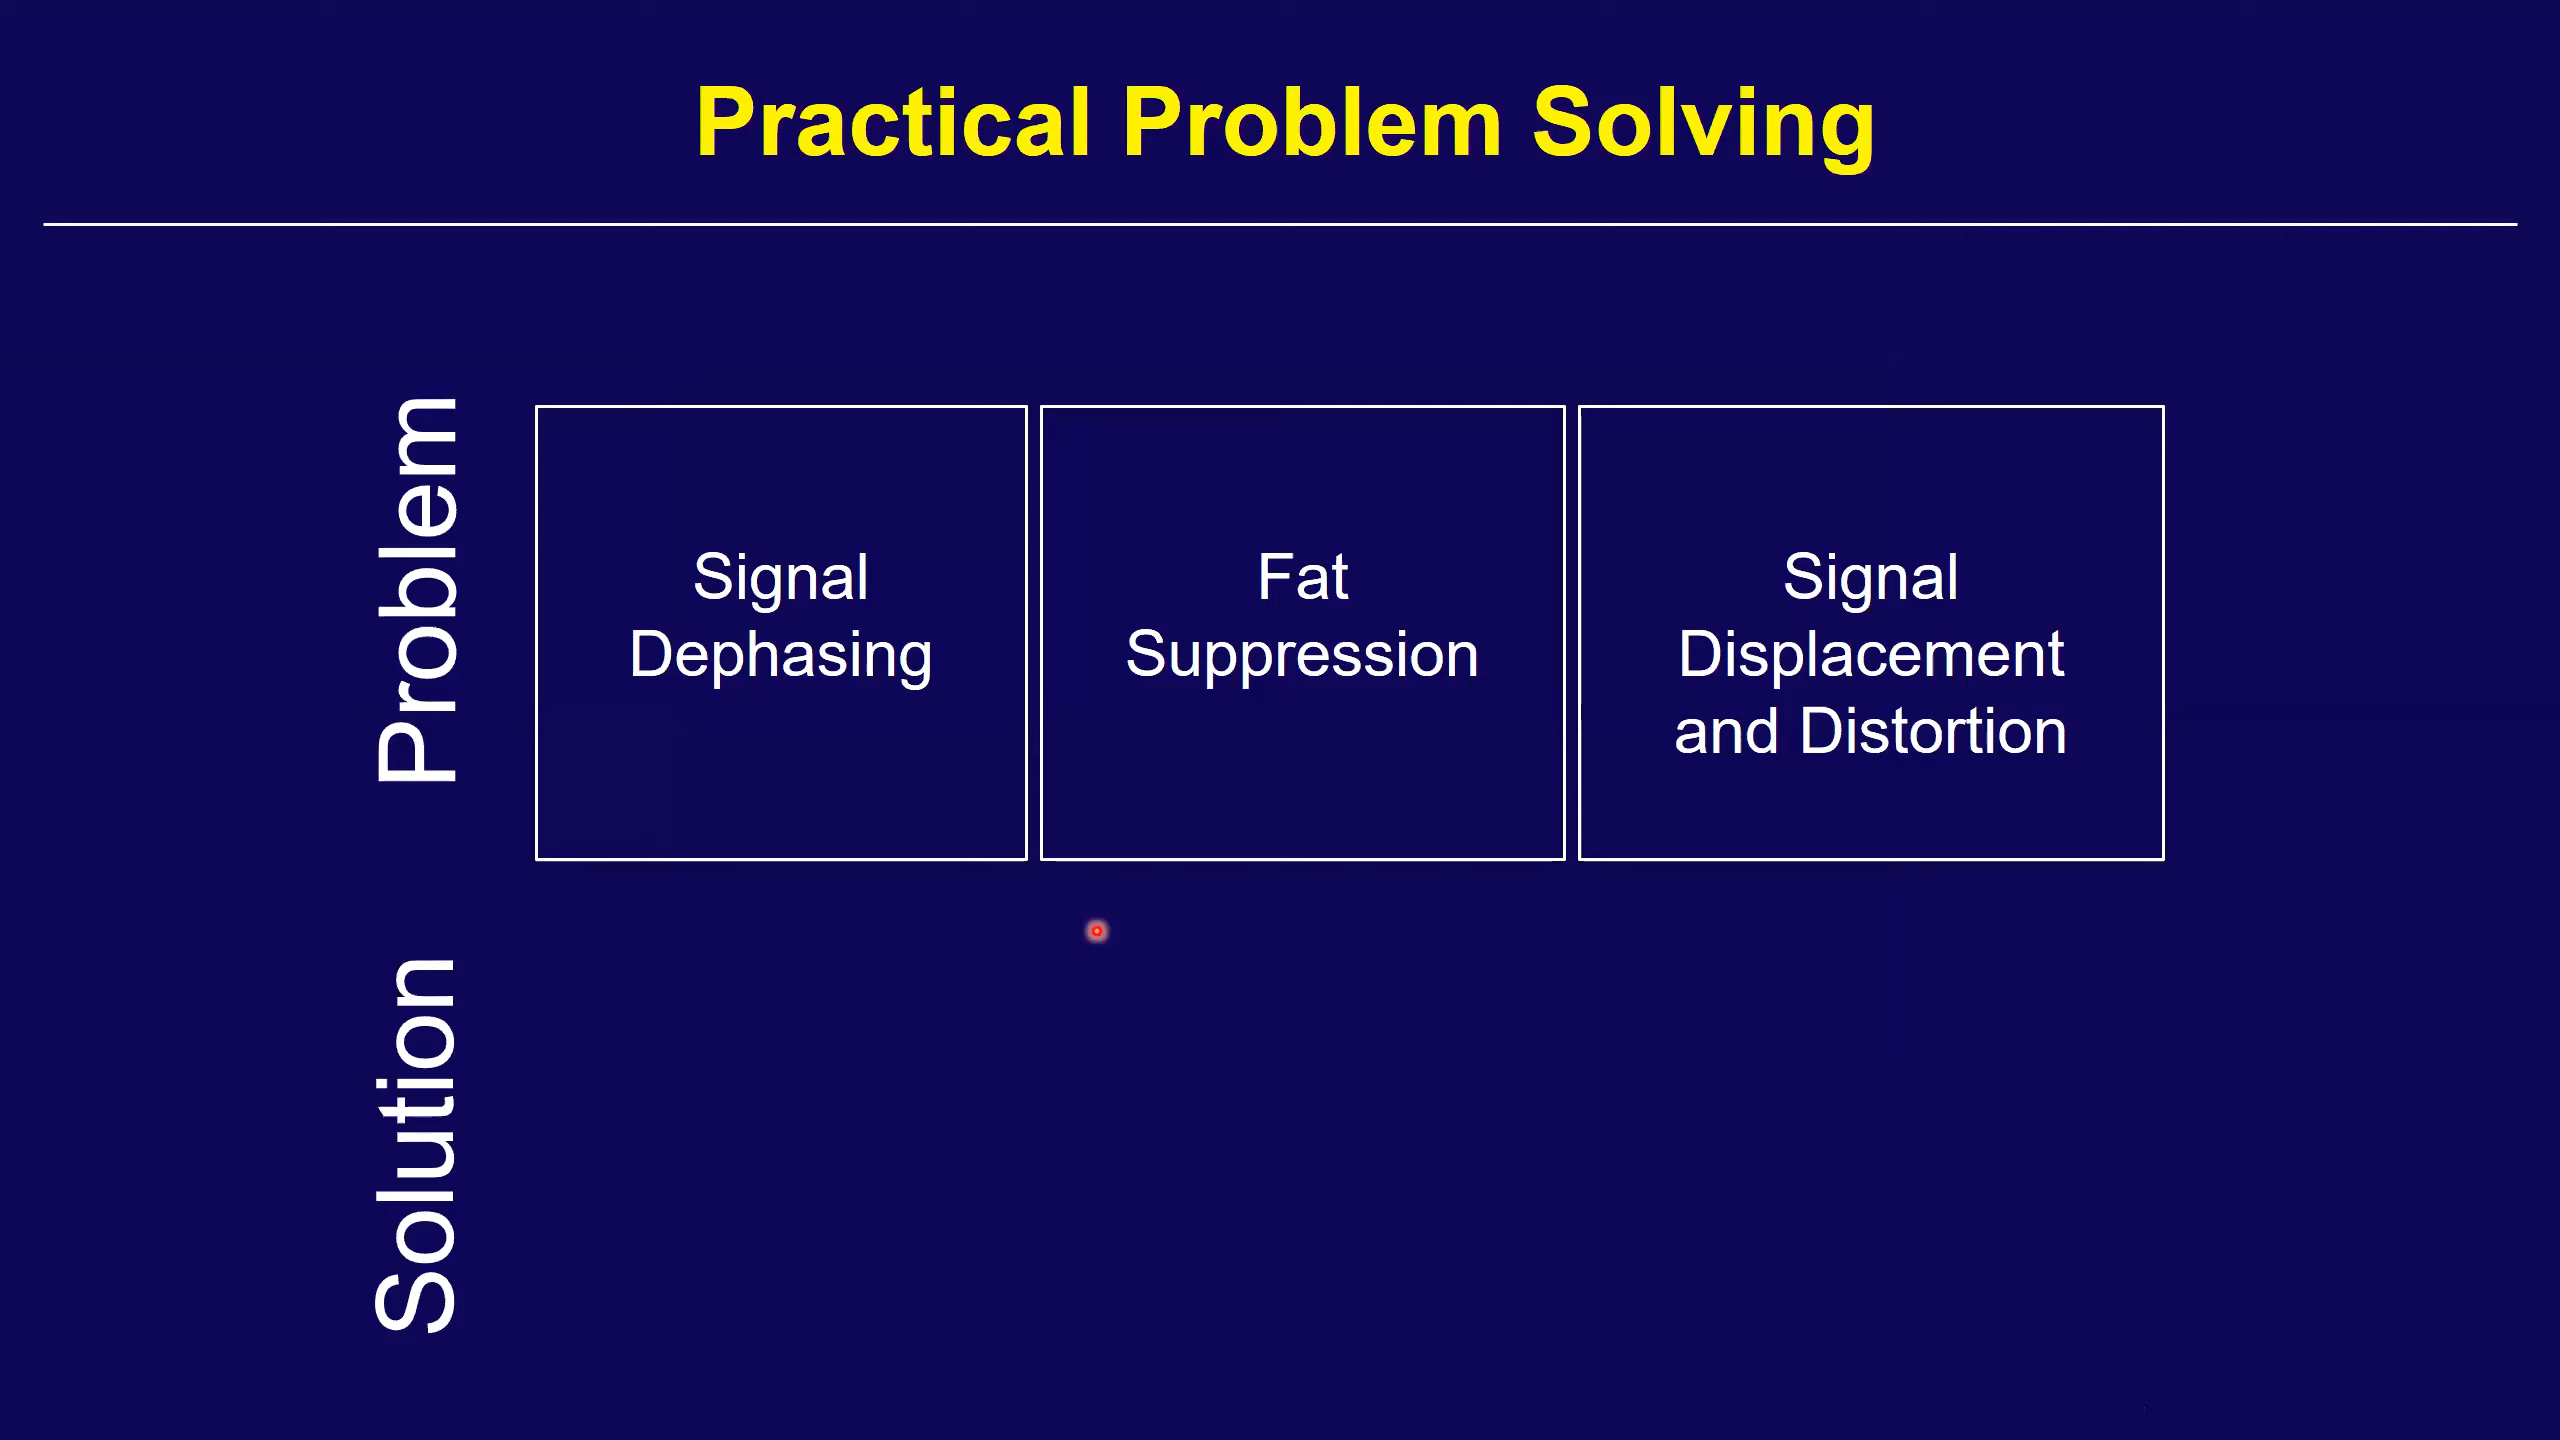 Practical Problem Solving
Problem
Signal
Dephasing
Fat
Suppression
Signal
Displacement
and Distortion
Solution